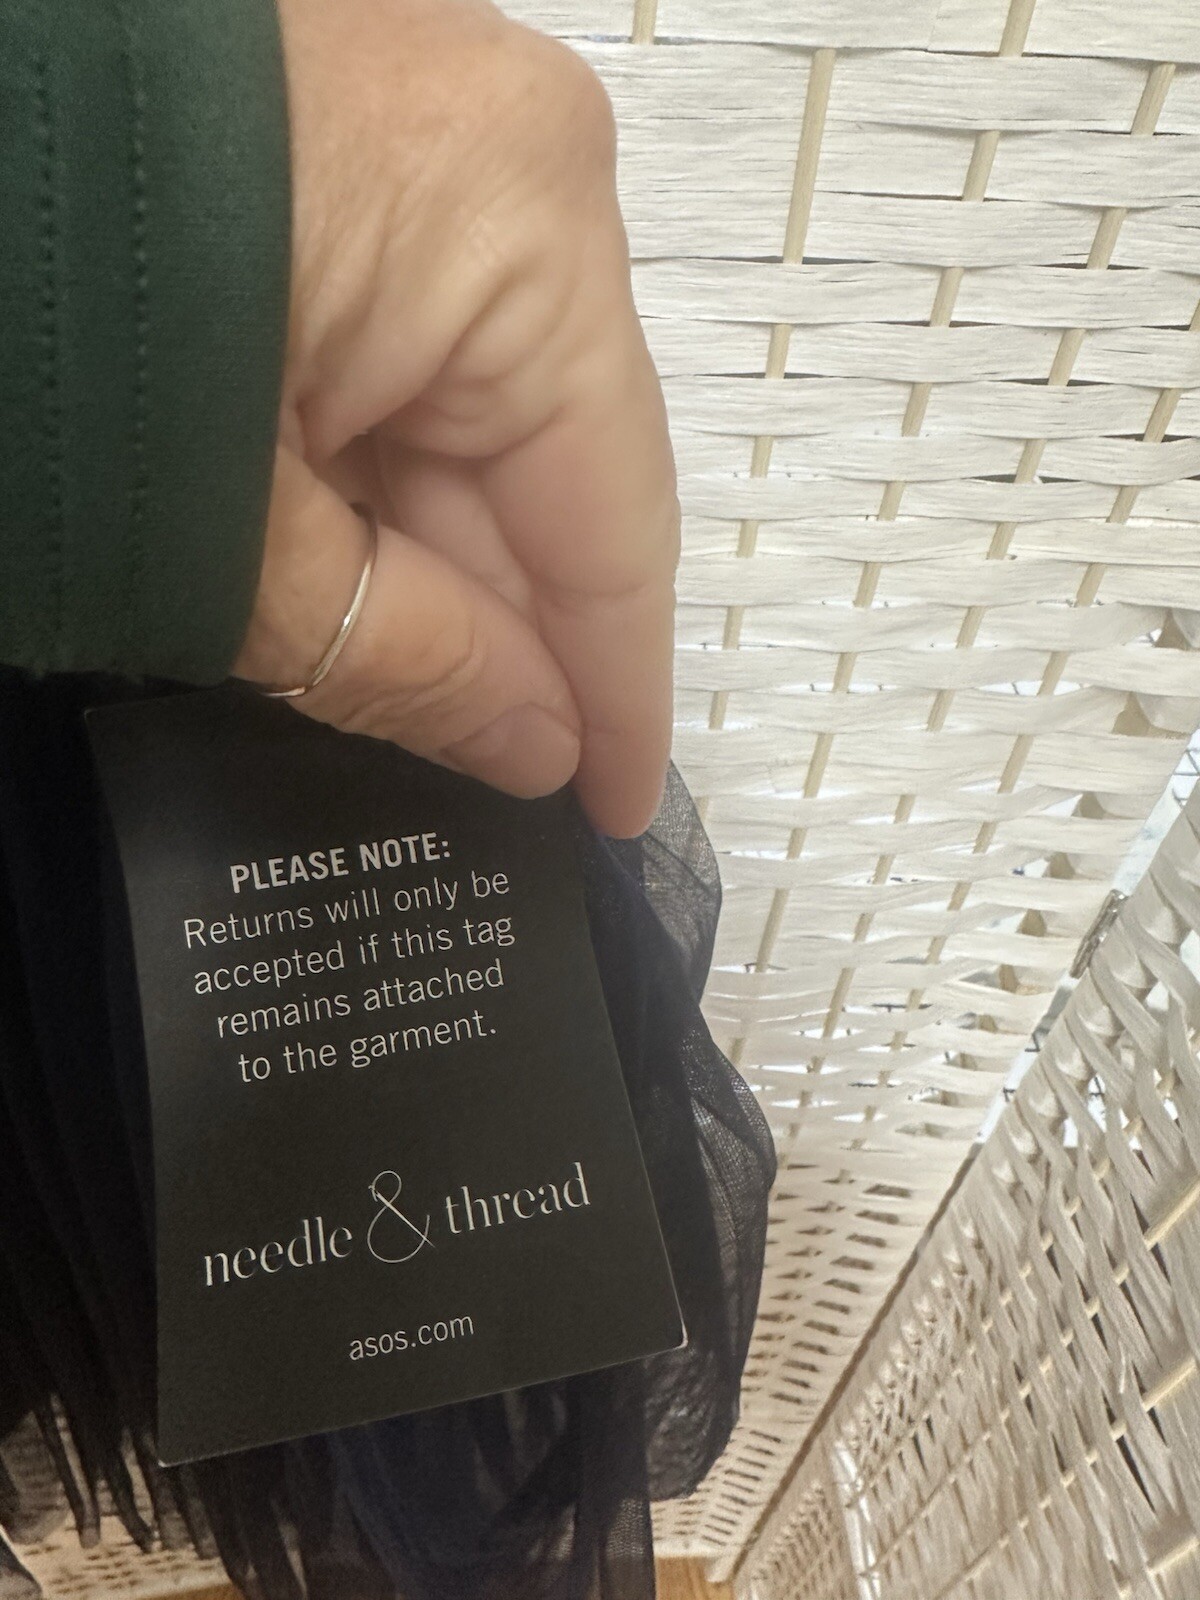 PLEASE NOTE:
Returns will only be
accepted if this tag
remains attached
to the garment.
needle & thread
asos.com